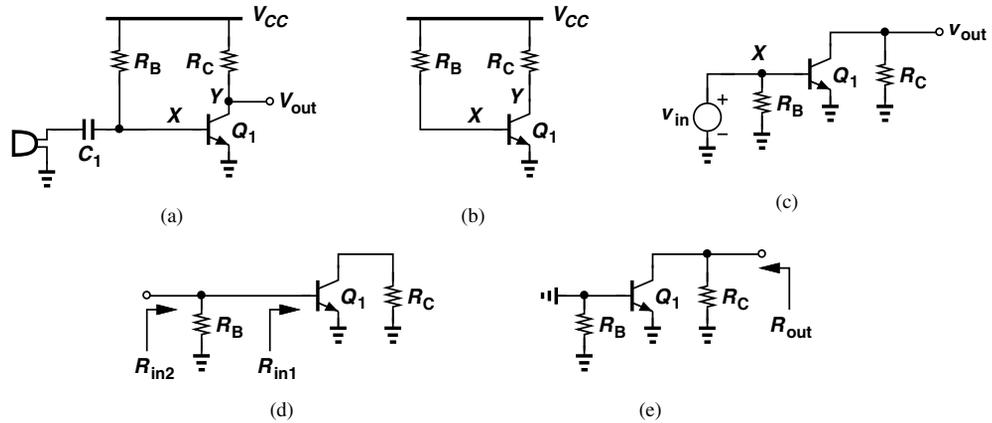 V_CC
R_B
R_C
Y
V_out
X
Q_1
C_1
(a)
V_CC
R_B
R_C
Y
X
Q_1
(b)
v_out
X
Q_1
R_C
R_B
v_in
+
−
(c)
Q_1
R_C
R_B
R_in2
R_in1
(d)
Q_1
R_C
R_B
R_out
(e)